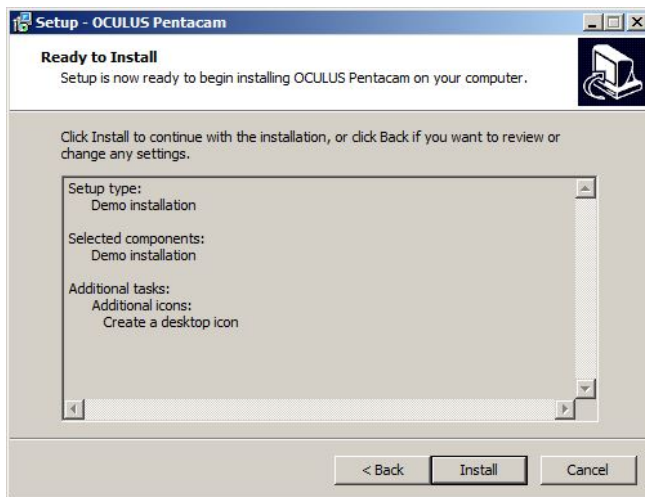 Setup - OCULUS Pentacam
Ready to Install
Setup is now ready to begin installing OCULUS Pentacam on your computer.
Click Install to continue with the installation, or click Back if you want to review or
change any settings.
Setup type:
Demo installation
Selected components:
Demo installation
Additional tasks:
Additional icons:
Create a desktop icon
< Back
Install
Cancel